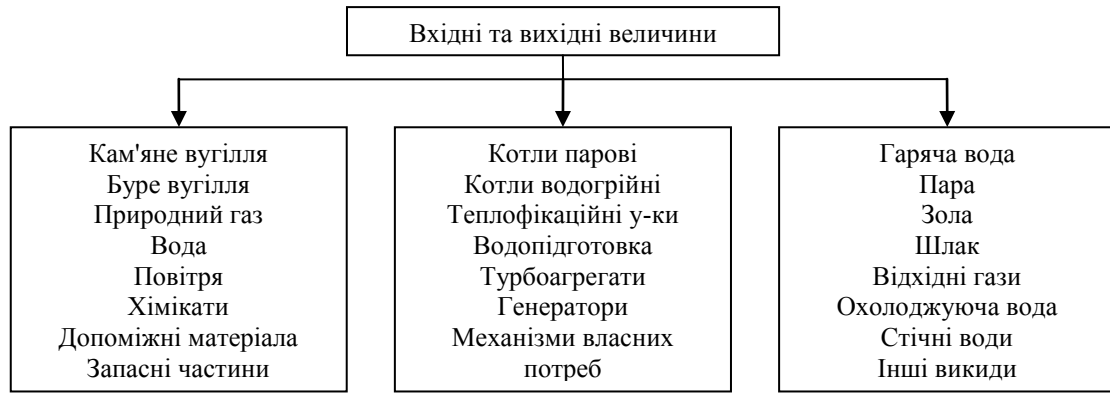 Вхідні та вихідні величини
Кам'яне вугілля
Буре вугілля
Природний газ
Вода
Повітря
Хімікати
Допоміжні матеріала
Запасні частини
Котли парові
Котли водогрійні
Теплофікаційні у-ки
Водопідготовка
Турбоагрегати
Генератори
Механізми власних
потреб
Гаряча вода
Пара
Зола
Шлак
Відхідні гази
Охолоджуюча вода
Стічні води
Інші викиди